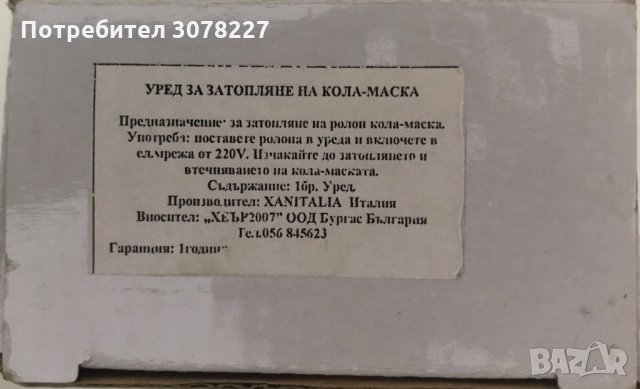 Потребител 3078227
УРЕД ЗА ЗАТОПЛЯНЕ НА КОЛА-МАСКА
Предназначение: за затопляне на ролон кола-маска.
Употреба: поставете ролона в уреда и включете в
ел.мрежа от 220V. Изчакайте до затоплянето и
втечняването на кола-маската.
Съдържание: 1бр. Уред.
Производител: XANITALIA Италия
Вносител: „ХЕЪР2007” ООД Бургас България
Тел.056 845623
Гаранция: 1година
BAZAR